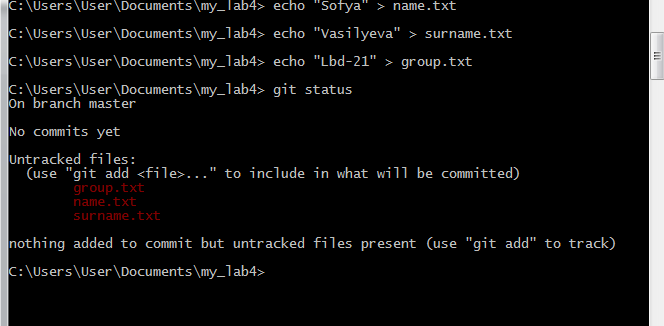 C:\Users\User\Documents\my_lab4> echo "Sofya" > name.txt
C:\Users\User\Documents\my_lab4> echo "Vasilyeva" > surname.txt
C:\Users\User\Documents\my_lab4> echo "Lbd-21" > group.txt
C:\Users\User\Documents\my_lab4> git status
On branch master
No commits yet
Untracked files:
(use "git add <file>..." to include in what will be committed)
group.txt
name.txt
surname.txt
nothing added to commit but untracked files present (use "git add" to track)
C:\Users\User\Documents\my_lab4>